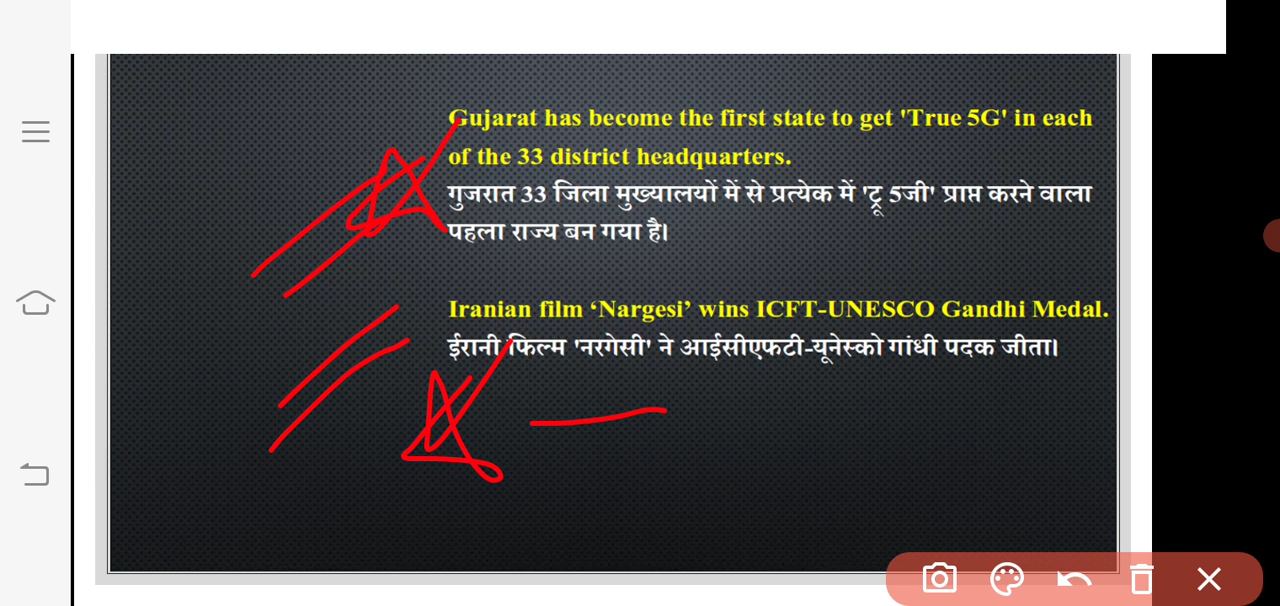 Gujarat has become the first state to get 'True 5G' in each
of the 33 district headquarters.
गुजरात 33 जिला मुख्यालयों में से प्रत्येक में 'ट्रू 5जी' प्राप्त करने वाला
पहला राज्य बन गया है।
Iranian film ‘Nargesi’ wins ICFT-UNESCO Gandhi Medal.
ईरानी फिल्म 'नरगेसी' ने आईसीएफटी-यूनेस्को गांधी पदक जीता।